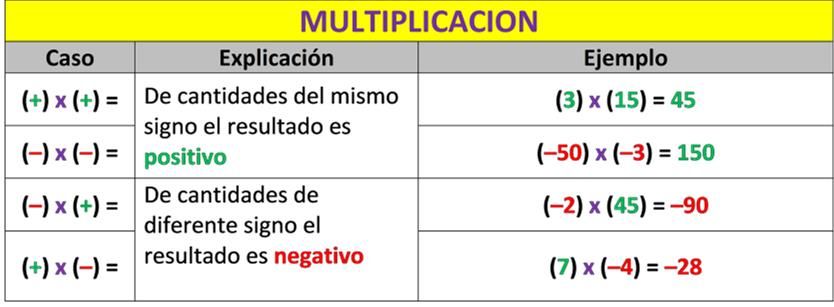 MULTIPLICACION
Caso Explicación Ejemplo
(+) x (+) =
De cantidades del mismo
signo el resultado es
positivo
(3) x (15) = 45
(–) x (–) =
(–50) x (–3) = 150
(–) x (+) =
De cantidades de
diferente signo el
resultado es negativo
(–2) x (45) = –90
(+) x (–) =
(7) x (–4) = –28